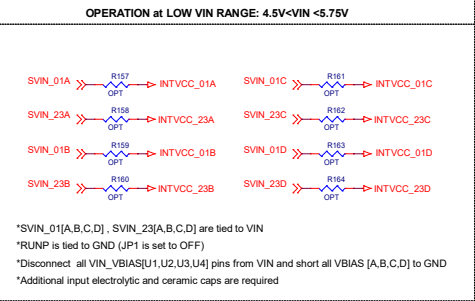 OPERATION at LOW VIN RANGE: 4.5V<VIN <5.75V
SVIN_01A R157 OPT INTVCC_01A
SVIN_01C R161 OPT INTVCC_01C
SVIN_23A R158 OPT INTVCC_23A
SVIN_23C R162 OPT INTVCC_23C
SVIN_01B R159 OPT INTVCC_01B
SVIN_01D R163 OPT INTVCC_01D
SVIN_23B R160 OPT INTVCC_23B
SVIN_23D R164 OPT INTVCC_23D
*SVIN_01[A,B,C,D] , SVIN_23[A,B,C,D] are tied to VIN
*RUNP is tied to GND (JP1 is set to OFF)
*Disconnect all VIN_VBIAS[U1,U2,U3,U4] pins from VIN and short all VBIAS [A,B,C,D] to GND
*Additional input electrolytic and ceramic caps are required